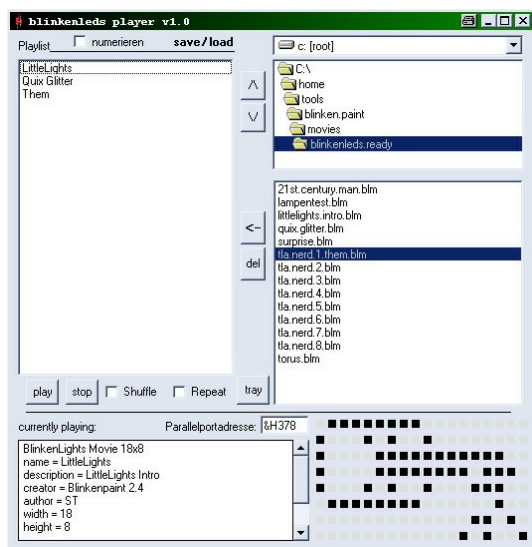 blinkenleds player v1.0
Playlist numerieren save/load
c: [root]
LittleLights
Quix Glitter
Them
/\
\/
C:\
home
tools
blinken.paint
movies
blinkenleds.ready
<-
del
21st.century.man.blm
lampentest.blm
littlelights.intro.blm
quix.glitter.blm
surprise.blm
tla.nerd.1.them.blm
tla.nerd.2.blm
tla.nerd.3.blm
tla.nerd.4.blm
tla.nerd.5.blm
tla.nerd.6.blm
tla.nerd.7.blm
tla.nerd.8.blm
torus.blm
play stop Shuffle Repeat tray
currently playing: Parallelportadresse: &H378
BlinkenLights Movie 18x8
name = LittleLights
description = LittleLights Intro
creator = Blinkenpaint 2.4
author = ST
width = 18
height = 8